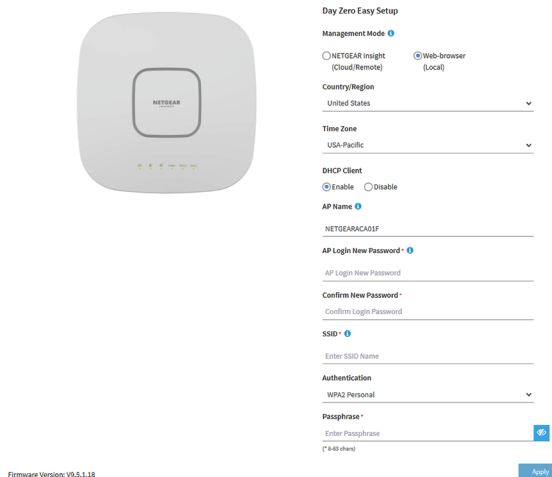 Day Zero Easy Setup
Management Mode
NETGEAR Insight
(Cloud/Remote)
Web-browser
(Local)
Country/Region
United States
Time Zone
USA-Pacific
DHCP Client
Enable
Disable
AP Name
NETGEARACA01F
AP Login New Password*
AP Login New Password
Confirm New Password*
Confirm Login Password
SSID*
Enter SSID Name
Authentication
WPA2 Personal
Passphrase*
Enter Passphrase
(* 8-63 chars)
Apply
NETGEAR
Firmware Version: V9.5.1.18